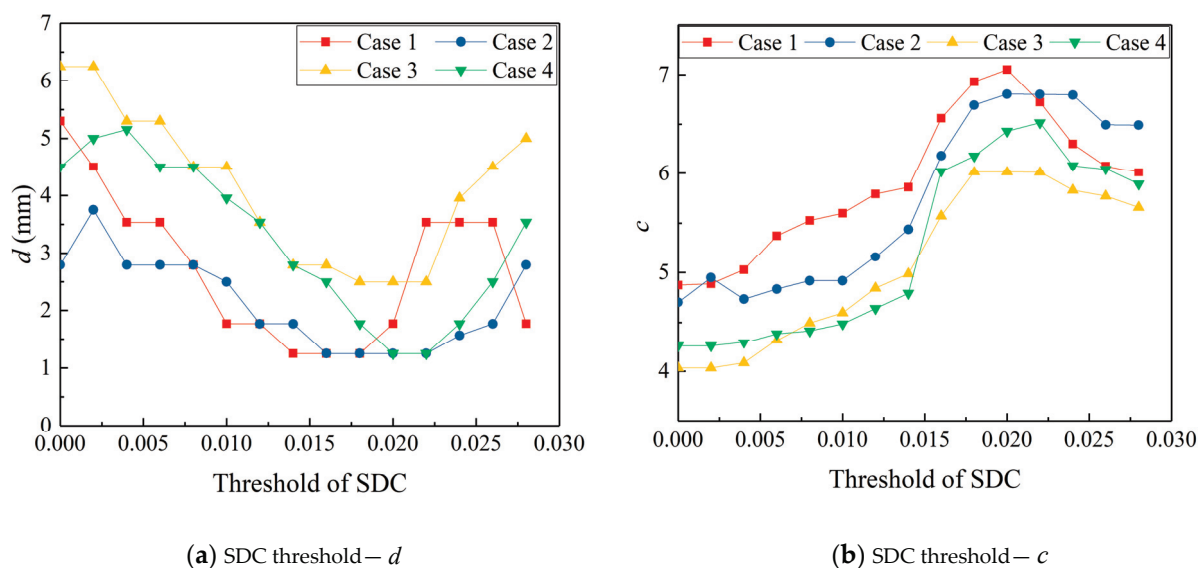 7
6
5
4
3
2
1
0
d (mm)
Case 1 Case 2
Case 3 Case 4
0.000 0.005 0.010 0.015 0.020 0.025 0.030
Threshold of SDC
(a) SDC threshold— d
7
6
5
4
c
Case 1 Case 2 Case 3 Case 4
0.000 0.005 0.010 0.015 0.020 0.025 0.030
Threshold of SDC
(b) SDC threshold— c